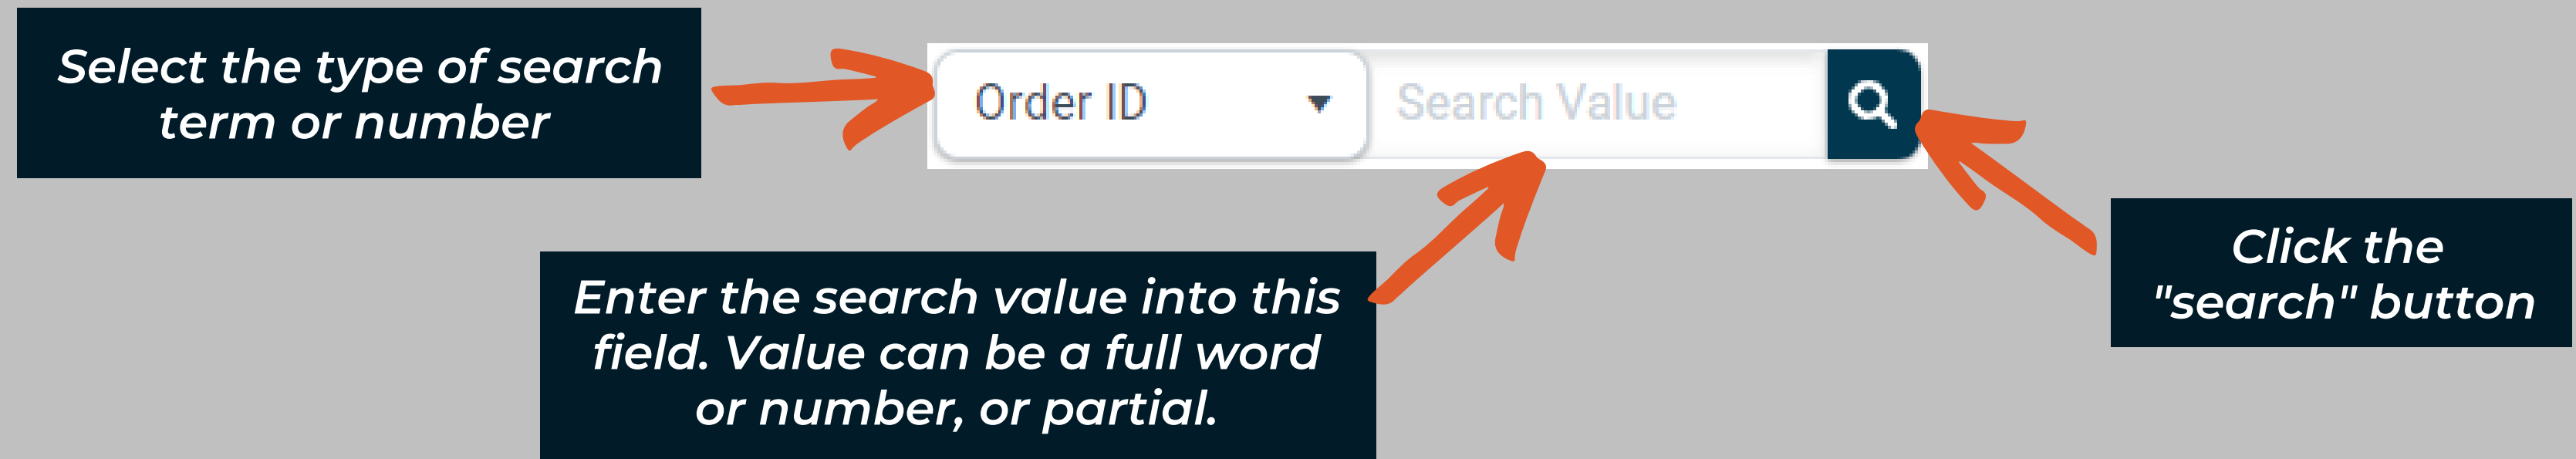 Select the type of search
term or number
Order ID
Search Value
Enter the search value into this
field. Value can be a full word
or number, or partial.
Click the
"search" button